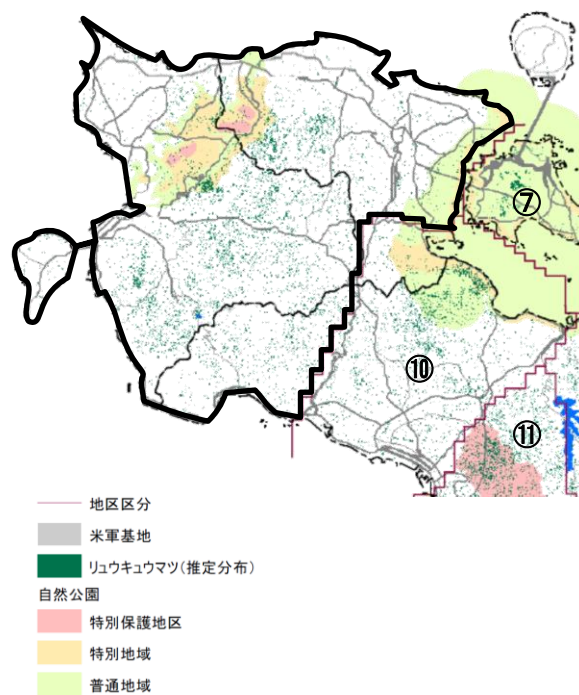 ⑦
⑩
⑪
地区区分
米軍基地
リュウキュウマツ(推定分布)
自然公園
特別保護地区
特別地域
普通地域